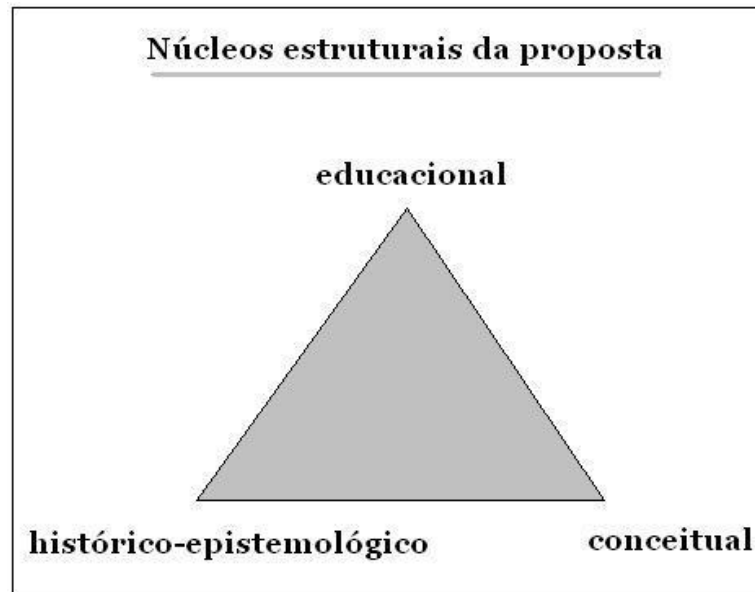 Núcleos estruturais da proposta
educacional
histórico-epistemológico
conceitual